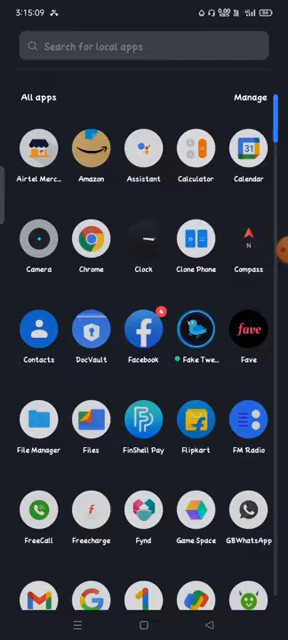 3:15:09
Search for local apps
All apps Manage
Airtel Merc... Amazon Assistant Calculator Calendar
31
Camera Chrome Clock Clone Phone Compass
N
Contacts DocVault Facebook Fake Twe... Fave
4
fave
File Manager Files FinShell Pay Flipkart FM Radio
FreeCall Freecharge Fynd Game Space GBWhatsApp